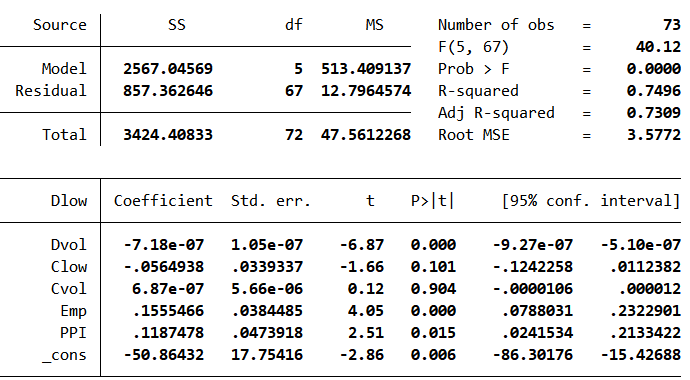 Source SS df MS Number of obs = 73
F(5, 67) = 40.12
Model 2567.04569 5 513.409137 Prob > F = 0.0000
Residual 857.362646 67 12.7964574 R-squared = 0.7496
Adj R-squared = 0.7309
Total 3424.40833 72 47.5612268 Root MSE = 3.5772
Dlow Coefficient Std. err. t P>|t| [95% conf. interval]
Dvol -7.18e-07 1.05e-07 -6.87 0.000 -9.27e-07 -5.10e-07
Clow -.0564938 .0339337 -1.66 0.101 -.1242258 .0112382
Cvol 6.87e-07 5.66e-06 0.12 0.904 -.0000106 .000012
Emp .1555466 .0384485 4.05 0.000 .0788031 .2322901
PPI .1187478 .0473918 2.51 0.015 .0241534 .2133422
_cons -50.86432 17.75416 -2.86 0.006 -86.30176 -15.42688